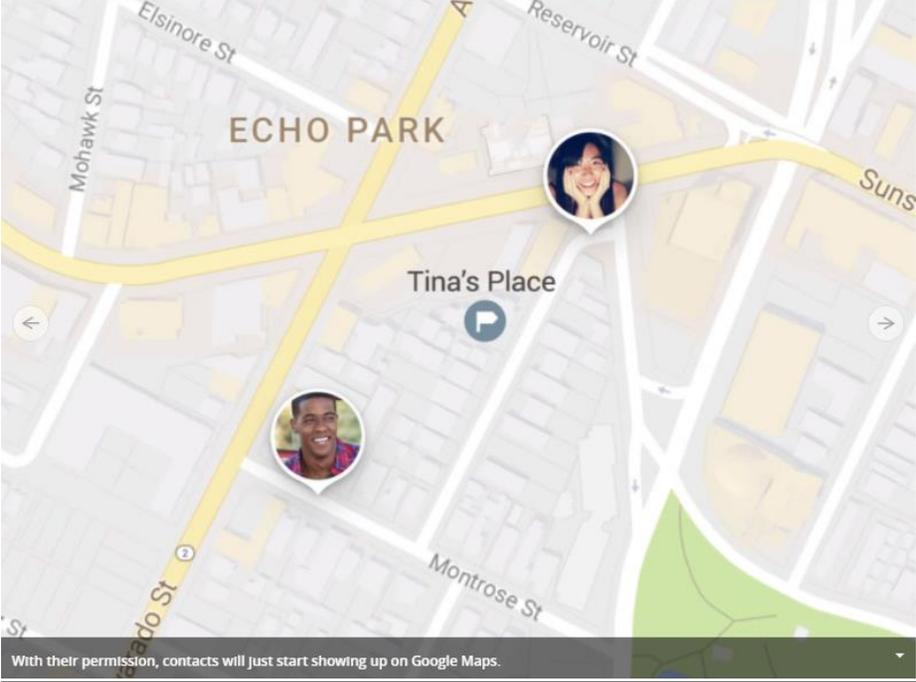 A
Elsinore St
Reservoir St
Mohawk St
ECHO PARK
Suns
Tina's Place
2
Montrose St
arado St
St
With their permission, contacts will just start showing up on Google Maps.